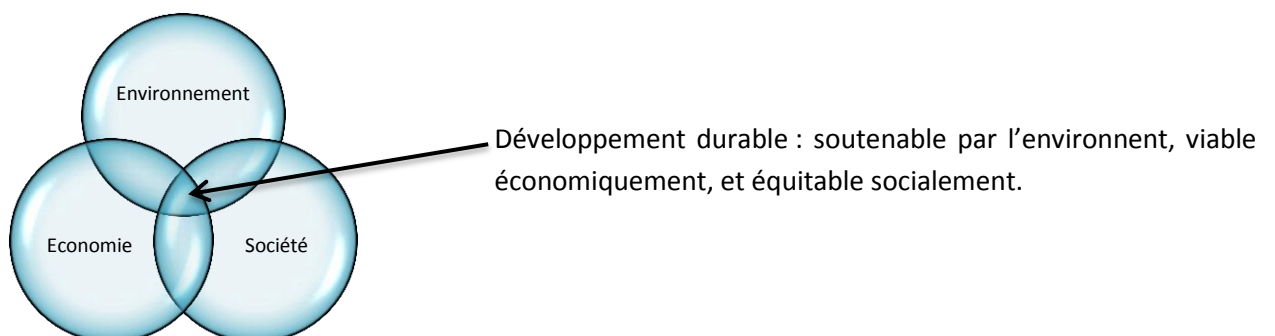 Environnement
Développement durable : soutenable par l’environnent, viable
économiquement, et équitable socialement.
Economie
Société